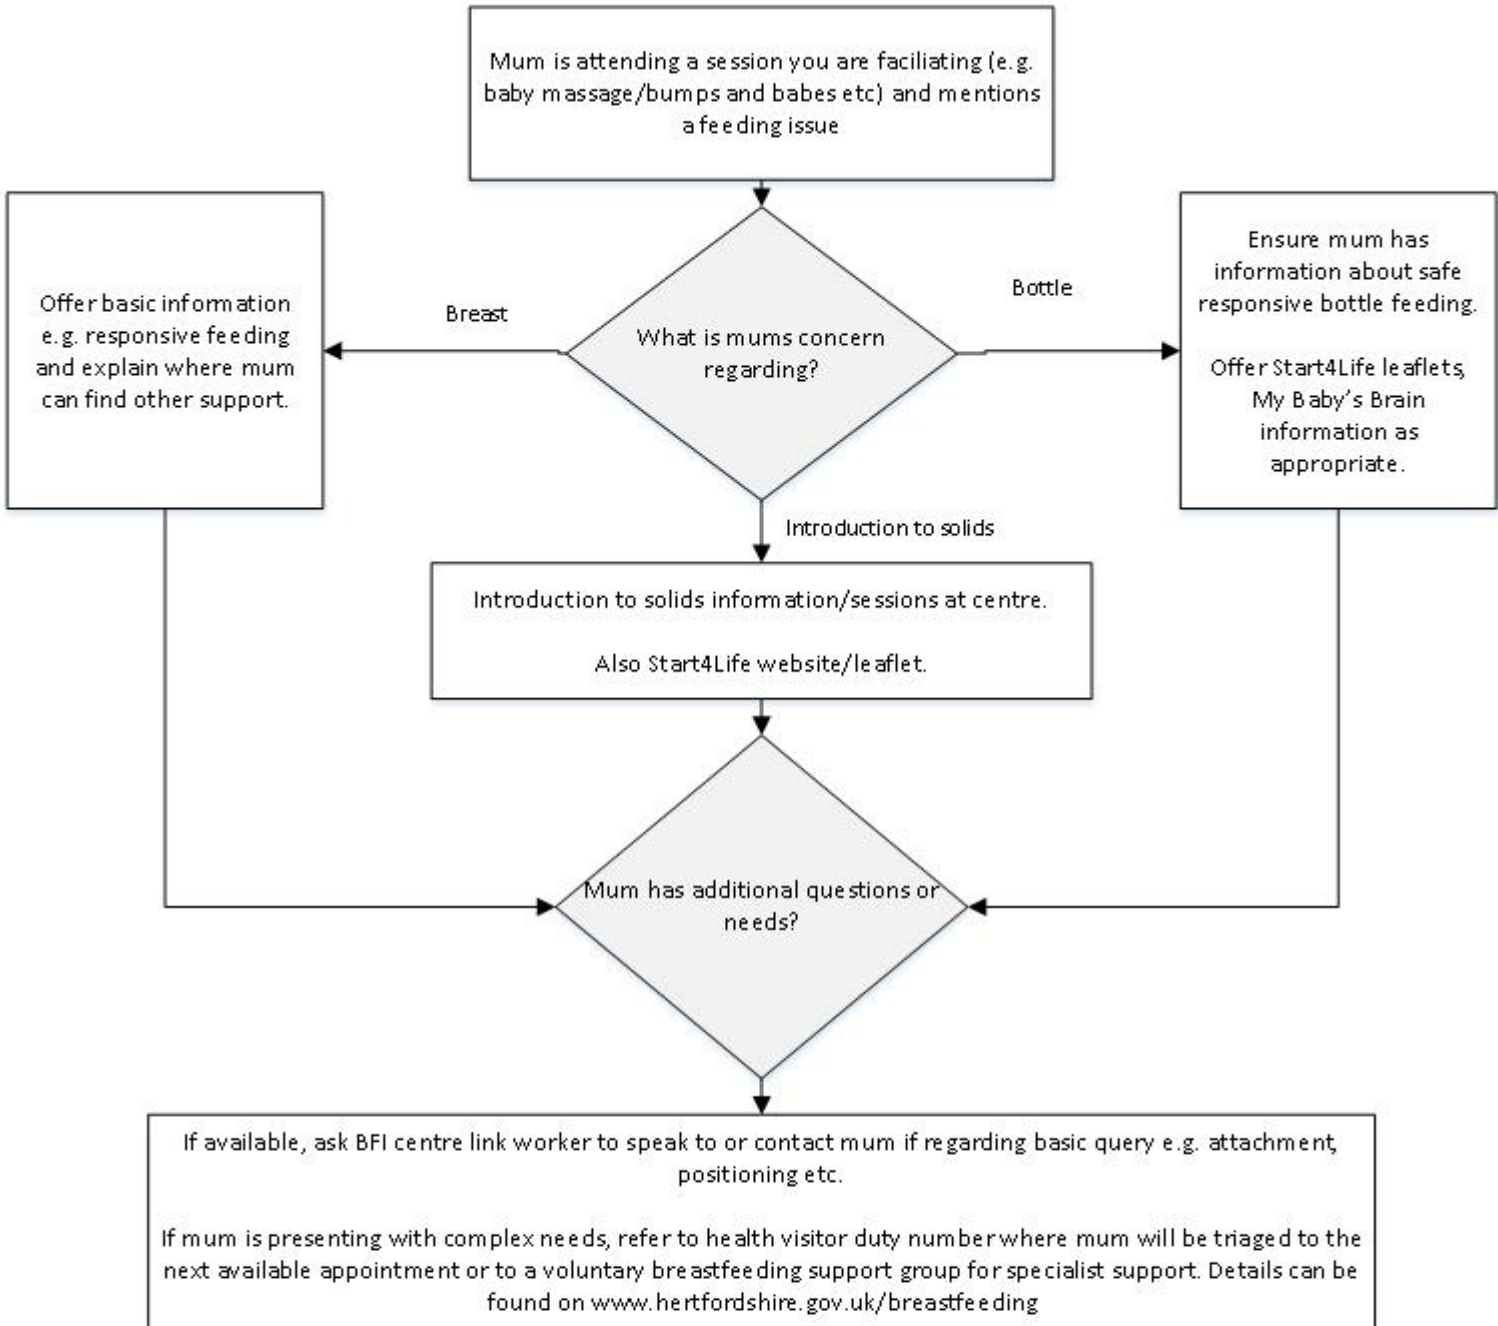 Mum is attending a session you are faciliating (e.g.
baby massage/bumps and babes etc) and mentions
a feeding issue
What is mums concern
regarding?
Breast
Offer basic information
e.g. responsive feeding
and explain where mum
can find other support.
Bottle
Ensure mum has
information about safe
responsive bottle feeding.
Offer Start4Life leaflets,
My Baby’s Brain
information as
appropriate.
Introduction to solids
Introduction to solids information/sessions at centre.
Also Start4Life website/leaflet.
Mum has additional questions or
needs?
If available, ask BFI centre link worker to speak to or contact mum if regarding basic query e.g. attachment,
positioning etc.
If mum is presenting with complex needs, refer to health visitor duty number where mum will be triaged to the
next available appointment or to a voluntary breastfeeding support group for specialist support. Details can be
found on www.hertfordshire.gov.uk/breastfeeding